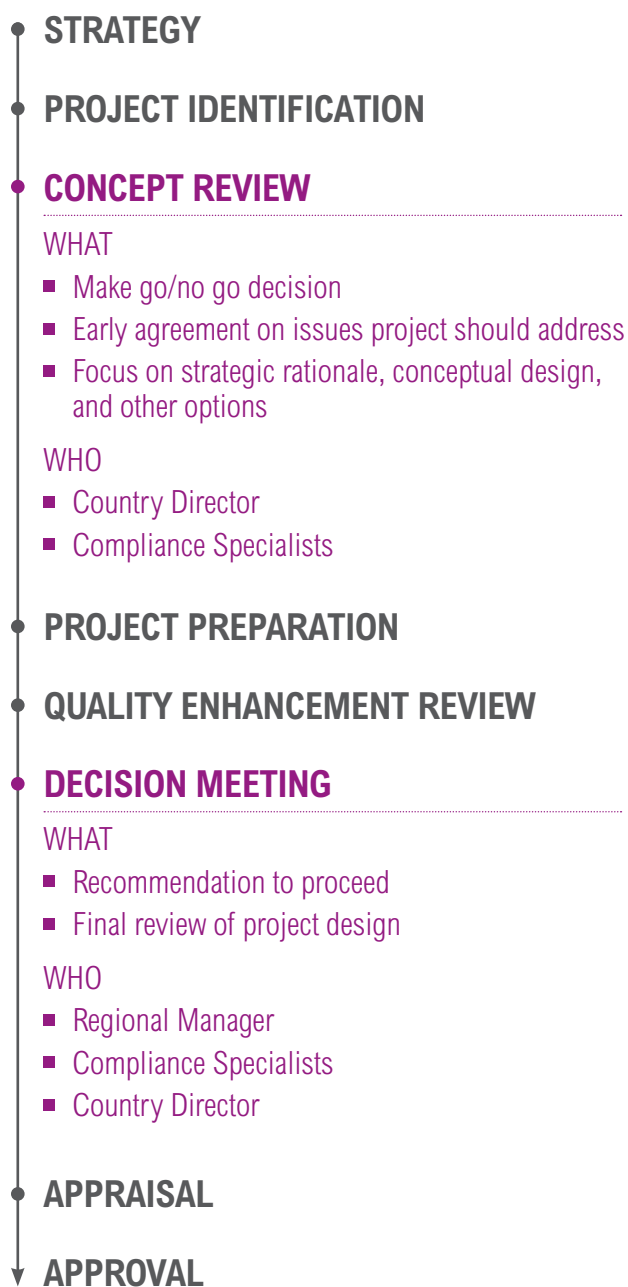 STRATEGY
PROJECT IDENTIFICATION
CONCEPT REVIEW
WHAT
■ Make go/no go decision
■ Early agreement on issues project should address
■ Focus on strategic rationale, conceptual design,
and other options
WHO
■ Country Director
■ Compliance Specialists
PROJECT PREPARATION
QUALITY ENHANCEMENT REVIEW
DECISION MEETING
WHAT
■ Recommendation to proceed
■ Final review of project design
WHO
■ Regional Manager
■ Compliance Specialists
■ Country Director
APPRAISAL
APPROVAL